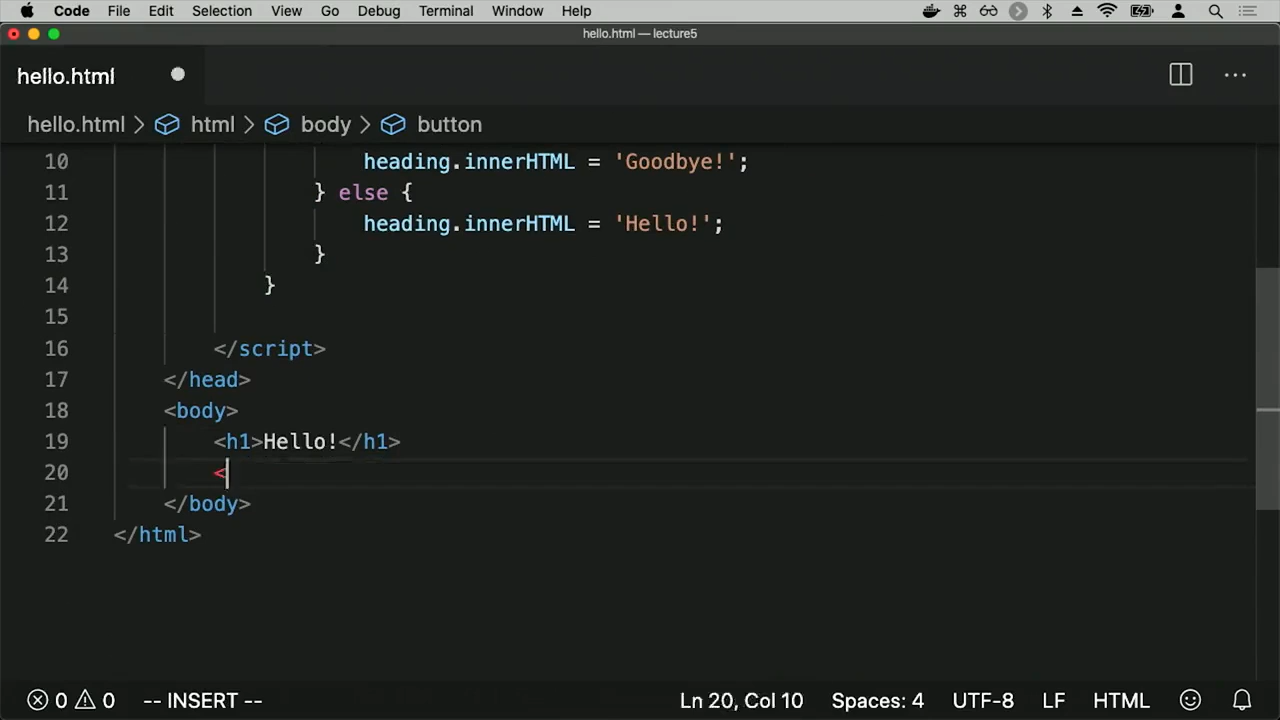 Code File Edit Selection View Go Debug Terminal Window Help
hello.html — lecture5
hello.html
hello.html > html > body > button
10 heading.innerHTML = 'Goodbye!';
11 } else {
12 heading.innerHTML = 'Hello!';
13 }
14 }
15
16 </script>
17 </head>
18 <body>
19 <h1>Hello!</h1>
20 <
21 </body>
22 </html>
0 0 -- INSERT -- Ln 20, Col 10 Spaces: 4 UTF-8 LF HTML